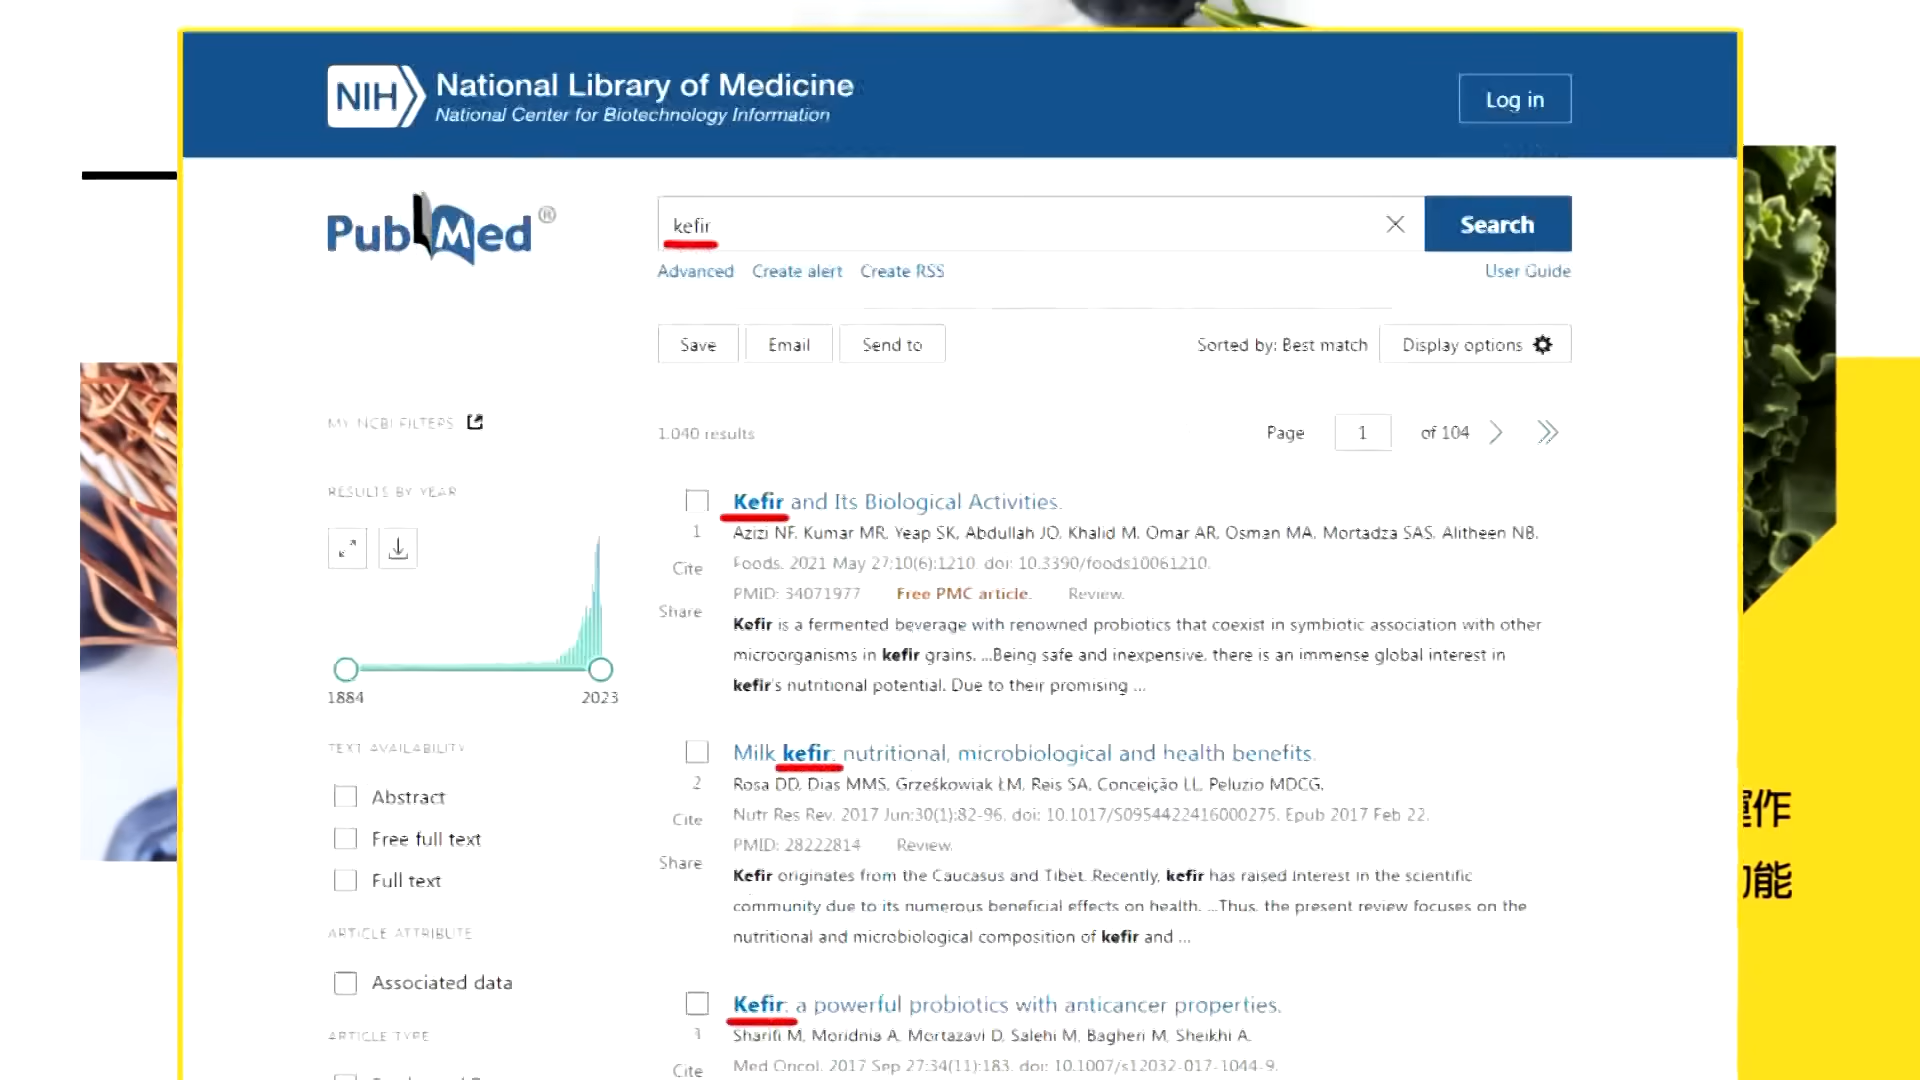 NIH National Library of Medicine
National Center for Biotechnology Information
Log in
PubMed®
kefir
Search
Advanced Create alert Create RSS
User Guide
Save Email Send to
Sorted by: Best match
Display options
MY NCBI FILTERS
1,040 results
Page 1 of 104
RESULTS BY YEAR
1884 2023
TEXT AVAILABILITY
Abstract
Free full text
Full text
ARTICLE ATTRIBUTE
Associated data
ARTICLE TYPE
Kefir and Its Biological Activities.
1
Azizi NF, Kumar MR, Yeap SK, Abdullah JO, Khalid M, Omar AR, Osman MA, Mortadza SAS, Alitheen NB.
Cite
Foods. 2021 May 27;10(6):1210. doi: 10.3390/foods10061210.
PMID: 34071977 Free PMC article. Review.
Share
Kefir is a fermented beverage with renowned probiotics that coexist in symbiotic association with other
microorganisms in kefir grains. ...Being safe and inexpensive, there is an immense global interest in
kefir's nutritional potential. Due to their promising ...
Milk kefir: nutritional, microbiological and health benefits.
2
Rosa DD, Dias MMS, Grześkowiak ŁM, Reis SA, Conceição LL, Peluzio MDCG.
Cite
Nutr Res Rev. 2017 Jun;30(1):82-96. doi: 10.1017/S0954422416000275. Epub 2017 Feb 22.
PMID: 28222814 Review.
Share
Kefir originates from the Caucasus and Tibet. Recently, kefir has raised interest in the scientific
community due to its numerous beneficial effects on health. ...Thus, the present review focuses on the
nutritional and microbiological composition of kefir and ...
Kefir: a powerful probiotics with anticancer properties.
3
Sharifi M, Moridnia A, Mortazavi D, Salehi M, Bagheri M, Sheikhi A.
Cite
Med Oncol. 2017 Sep 27;34(11):183. doi: 10.1007/s12032-017-1044-9.
作
能